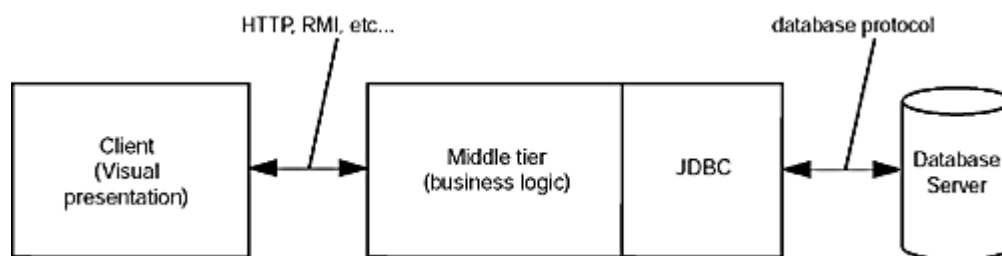 HTTP, RMI, etc...
database protocol
Client
(Visual
presentation)
Middle tier
(business logic)
JDBC
Database
Server